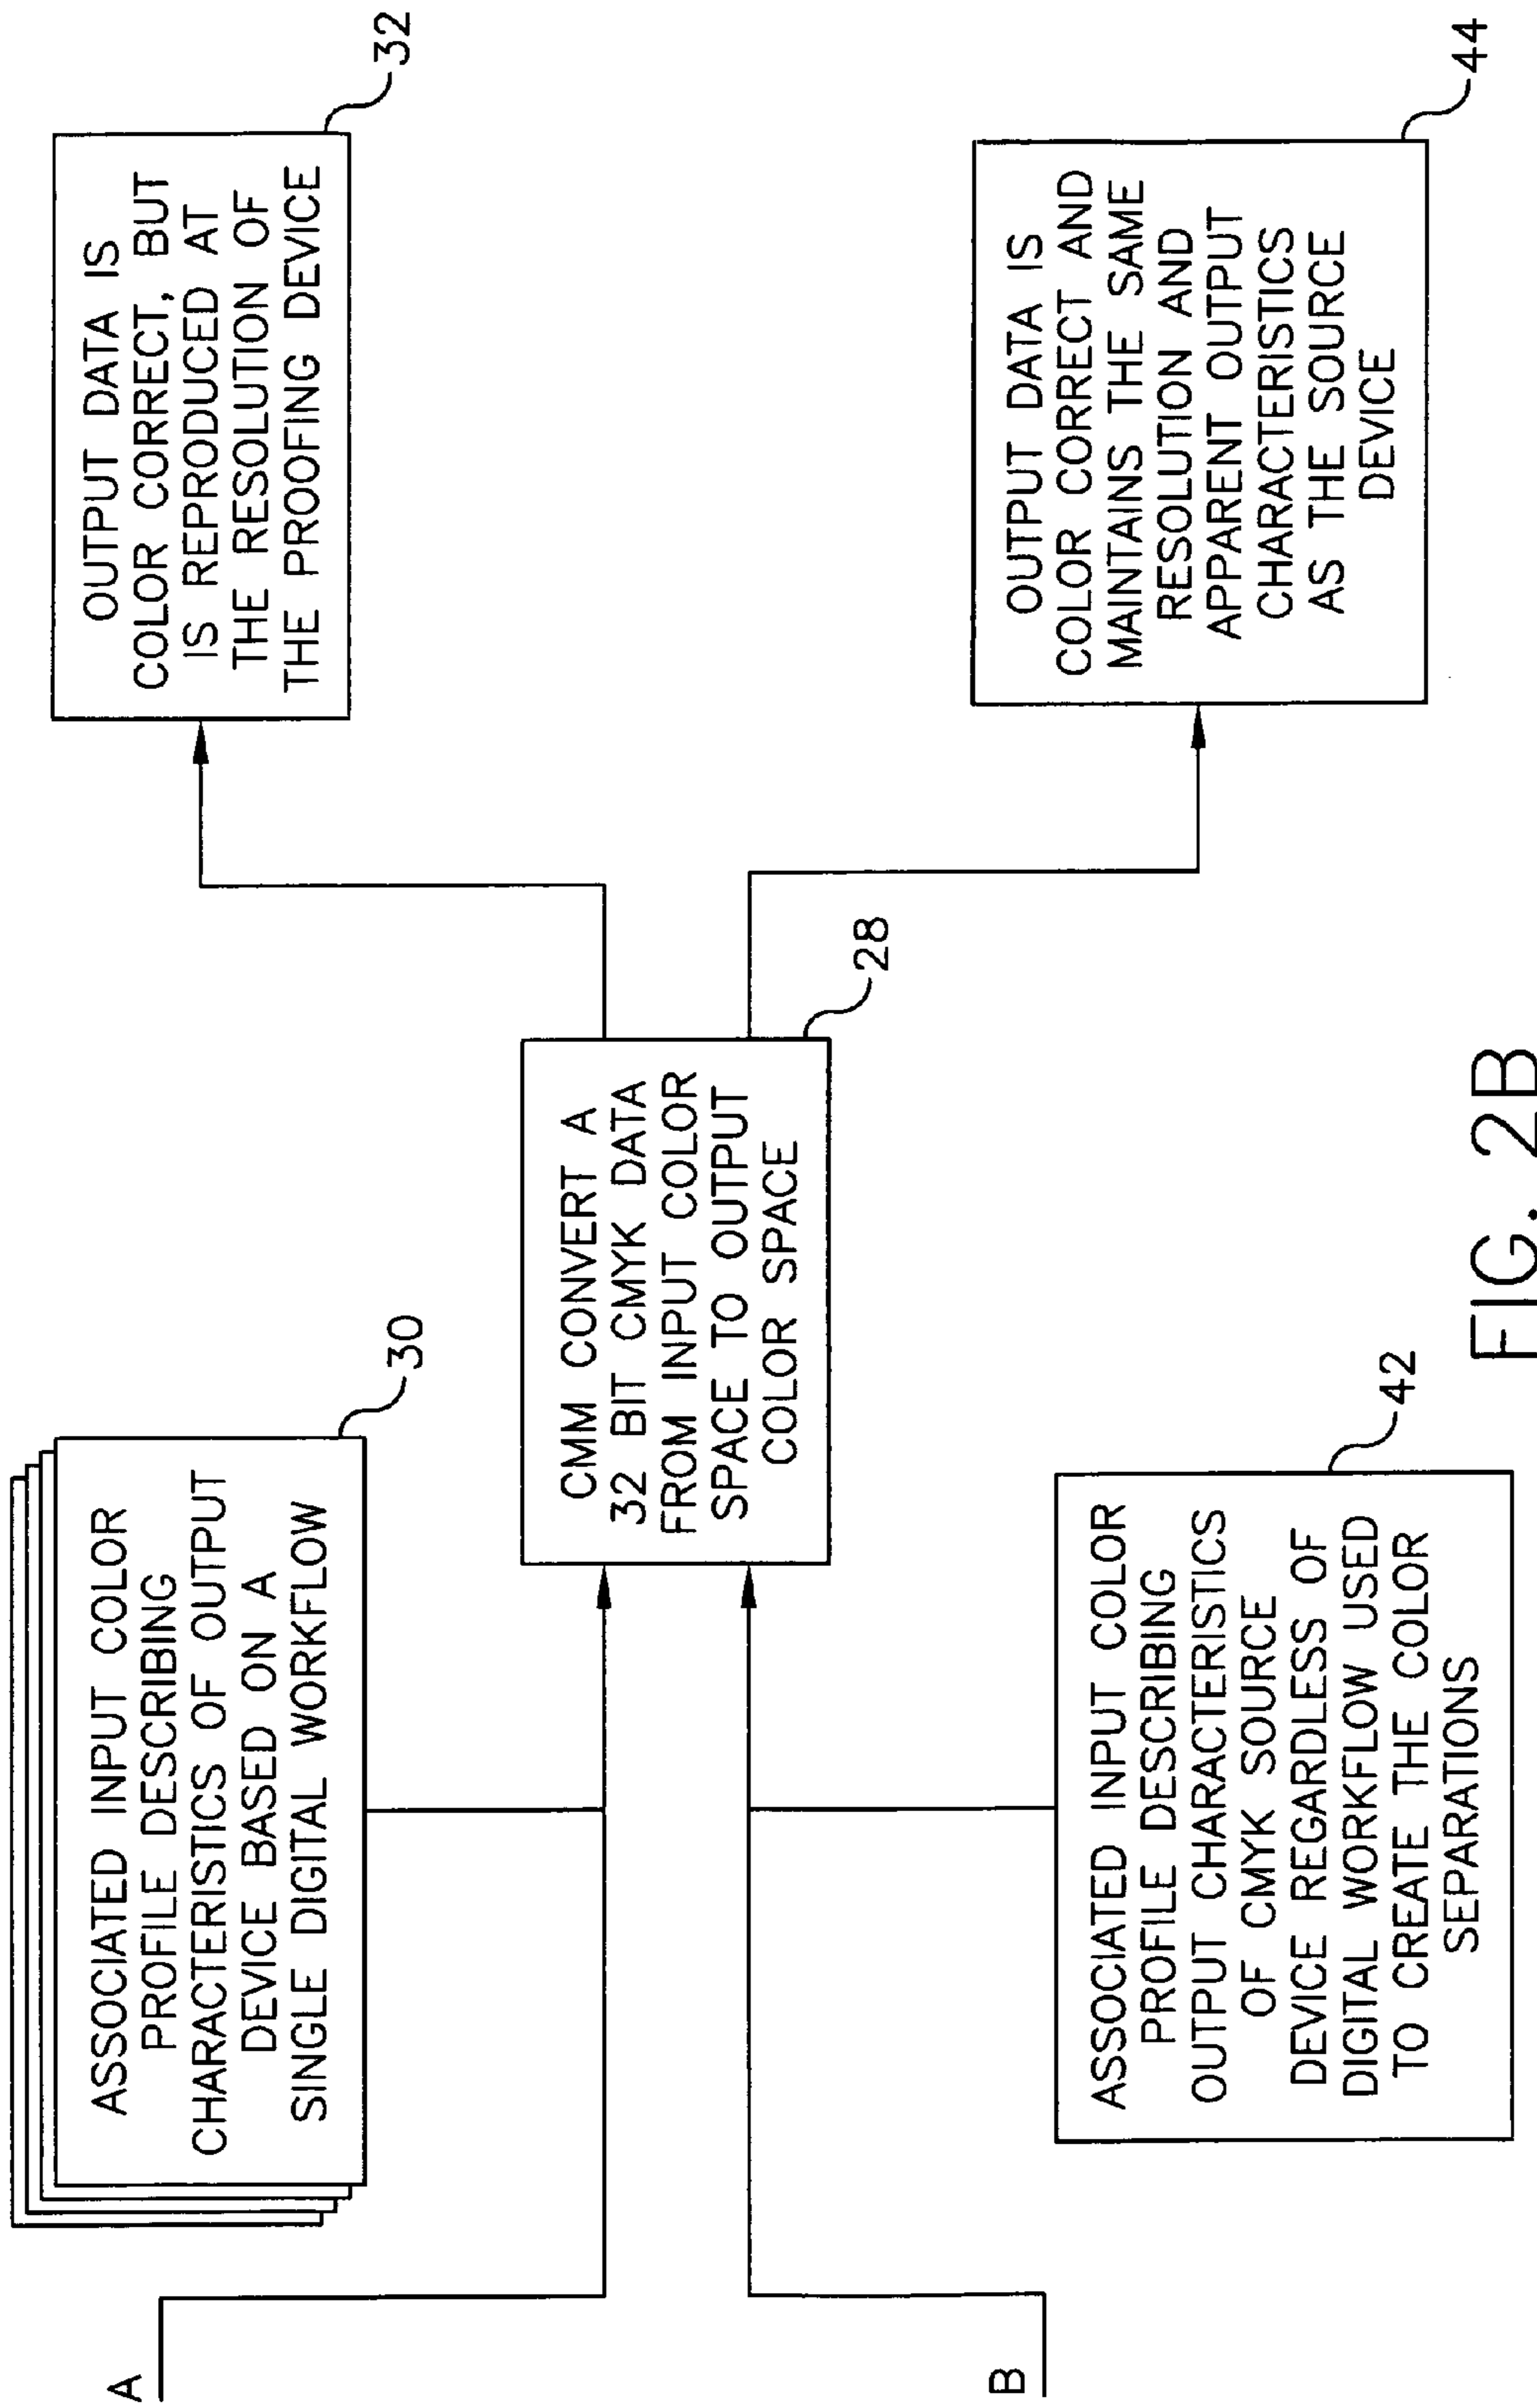 A
ASSOCIATED INPUT COLOR
PROFILE DESCRIBING
CHARACTERISTICS OF OUTPUT
DEVICE BASED ON A
SINGLE DIGITAL WORKFLOW
30
OUTPUT DATA IS
COLOR CORRECT, BUT
IS REPRODUCED AT
THE RESOLUTION OF
THE PROOFING DEVICE
32
CMM CONVERT A
32 BIT CMYK DATA
FROM INPUT COLOR
SPACE TO OUTPUT
COLOR SPACE
28
B
ASSOCIATED INPUT COLOR
PROFILE DESCRIBING
OUTPUT CHARACTERISTICS
OF CMYK SOURCE
DEVICE REGARDLESS OF
DIGITAL WORKFLOW USED
TO CREATE THE COLOR
SEPARATIONS
42
OUTPUT DATA IS
COLOR CORRECT AND
MAINTAINS THE SAME
RESOLUTION AND
APPARENT OUTPUT
CHARACTERISTICS
AS THE SOURCE
DEVICE
44
FIG. 2B